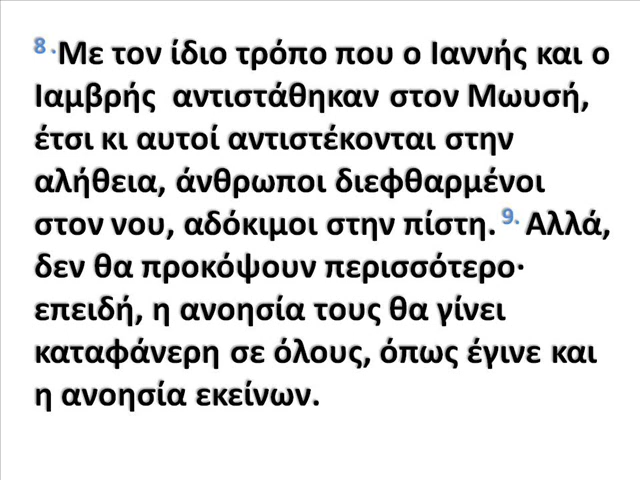 8 .Με τον ίδιο τρόπο που ο Ιαννής και ο
Ιαμβρής αντιστάθηκαν στον Μωυσή,
έτσι κι αυτοί αντιστέκονται στην
αλήθεια, άνθρωποι διεφθαρμένοι
στον νου, αδόκιμοι στην πίστη. 9. Αλλά,
δεν θα προκόψουν περισσότερο·
επειδή, η ανοησία τους θα γίνει
καταφάνερη σε όλους, όπως έγινε και
η ανοησία εκείνων.